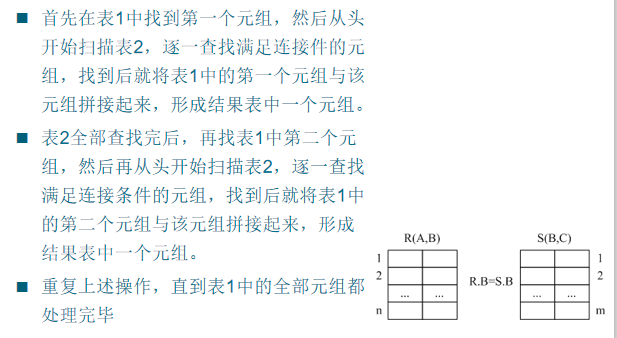 ■ 首先在表1中找到第一个元组，然后从头
开始扫描表2，逐一查找满足连接件的元
组，找到后就将表1中的第一个元组与该
元组拼接起来，形成结果表中一个元组。
■ 表2全部查找完后，再找表1中第二个元
组，然后再从头开始扫描表2，逐一查找
满足连接条件的元组，找到后就将表1中
的第二个元组与该元组拼接起来，形成
结果表中一个元组。
■ 重复上述操作，直到表1中的全部元组都
处理完毕
R(A,B)
1
2
... ...
n
R.B=S.B
S(B,C)
1
2
... ...
m